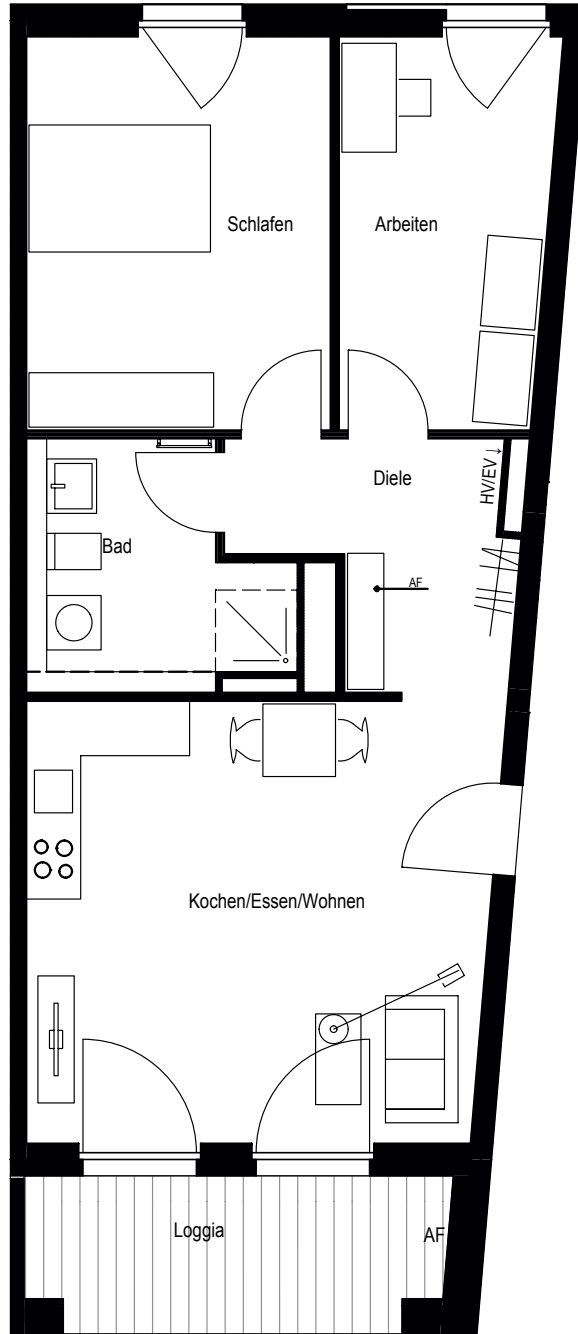 Schlafen
Arbeiten
Diele
HV/EV↓
Bad
AF
Kochen/Essen/Wohnen
Loggia
AF